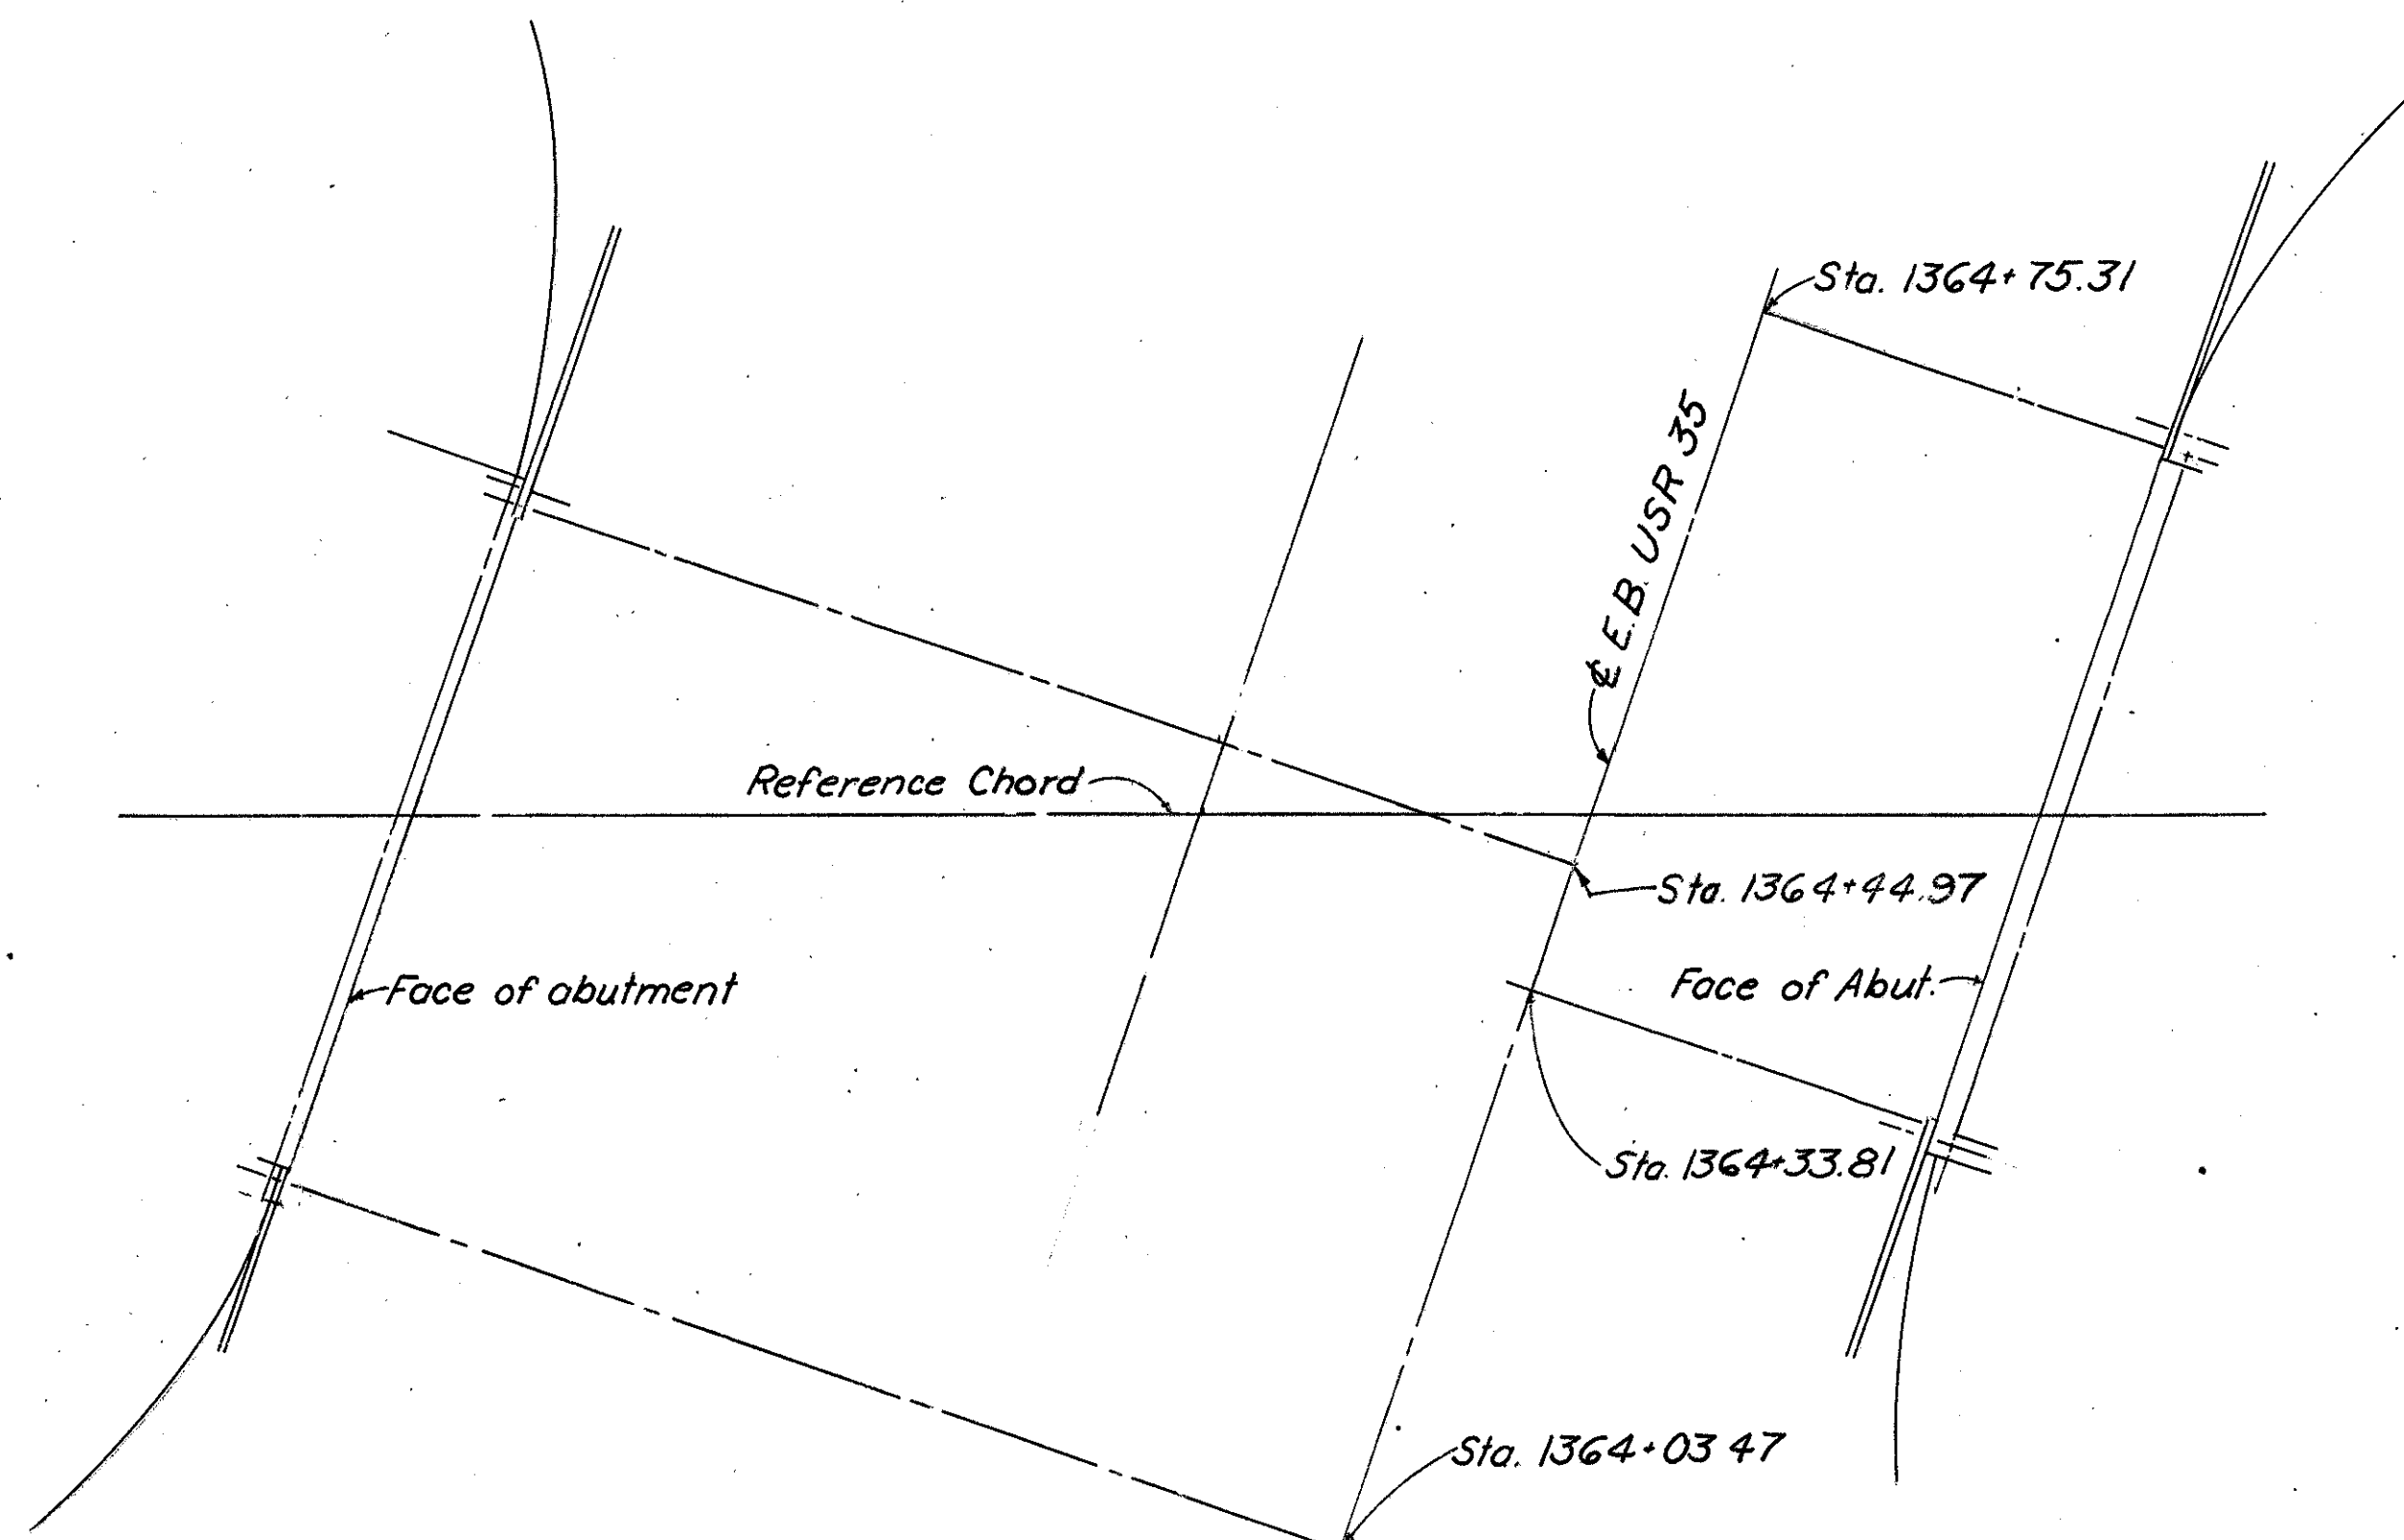 Sta. 1364+75.31
℄ E.B. USR 35
Reference Chord
Sta. 1364+44.97
Face of abutment
Face of Abut.
Sta. 1364+33.81
Sta. 1364+03 47